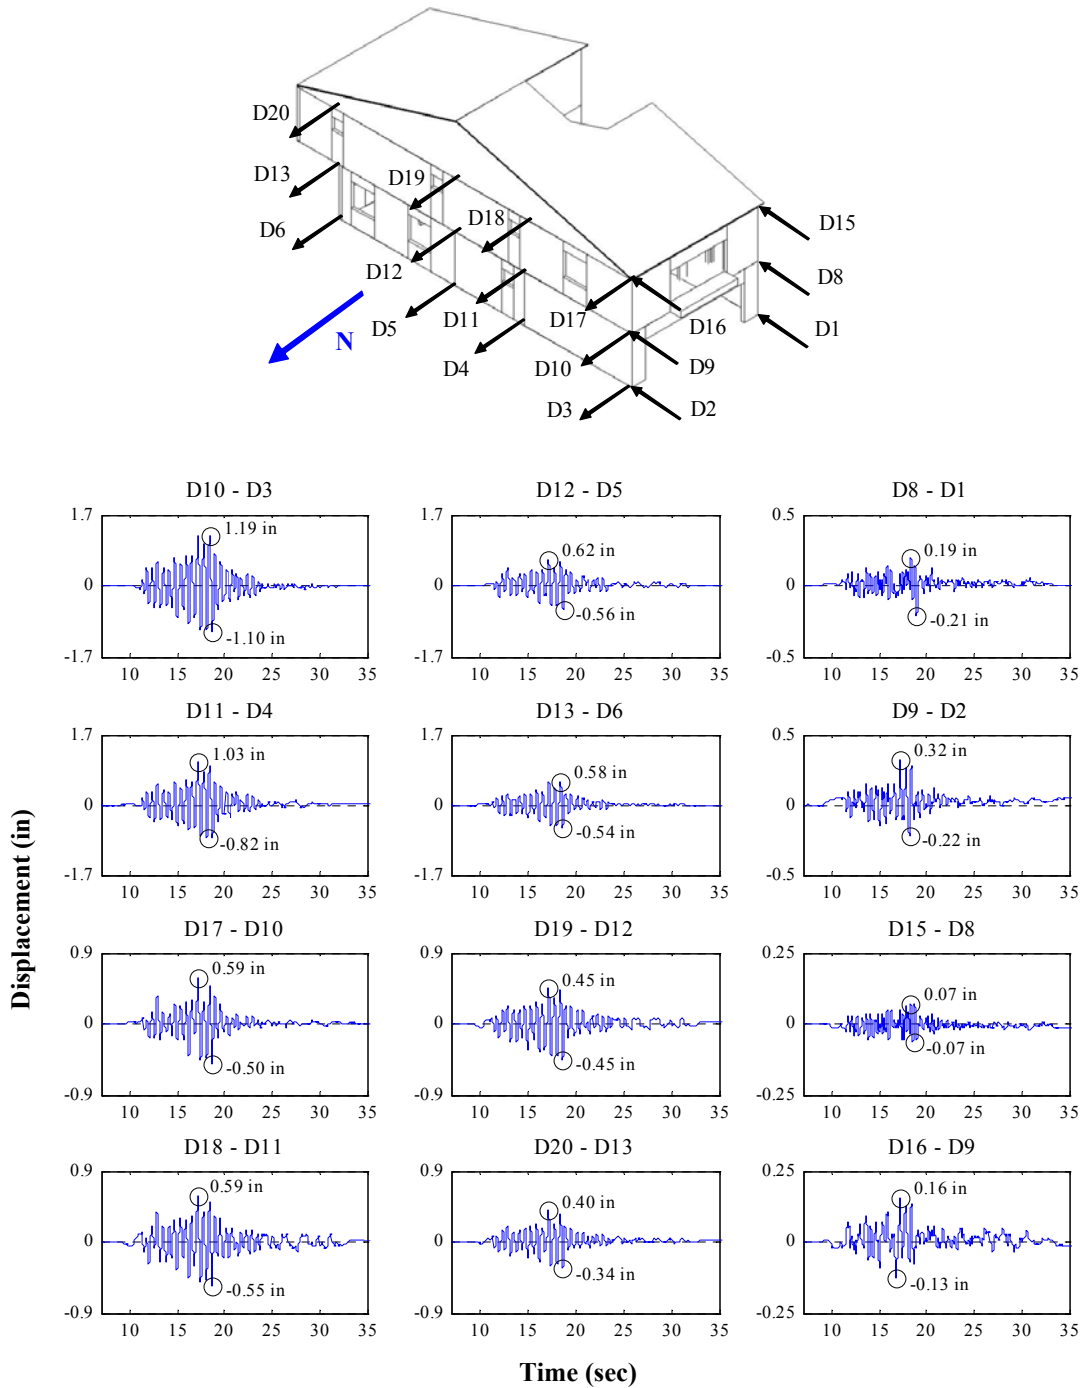 D20
D13
D19
D6
D18
D15
D12
D8
N
D5
D11
D17
D16
D1
D4
D10
D9
D3
D2
Displacement (in)
D10 - D3
1.7
0
-1.7
1.19 in
-1.10 in
10 15 20 25 30 35
D12 - D5
1.7
0
-1.7
0.62 in
-0.56 in
10 15 20 25 30 35
D8 - D1
0.5
0
-0.5
0.19 in
-0.21 in
10 15 20 25 30 35
D11 - D4
1.7
0
-1.7
1.03 in
-0.82 in
10 15 20 25 30 35
D13 - D6
1.7
0
-1.7
0.58 in
-0.54 in
10 15 20 25 30 35
D9 - D2
0.5
0
-0.5
0.32 in
-0.22 in
10 15 20 25 30 35
D17 - D10
0.9
0
-0.9
0.59 in
-0.50 in
10 15 20 25 30 35
D19 - D12
0.9
0
-0.9
0.45 in
-0.45 in
10 15 20 25 30 35
D15 - D8
0.25
0
-0.25
0.07 in
-0.07 in
10 15 20 25 30 35
D18 - D11
0.9
0
-0.9
0.59 in
-0.55 in
10 15 20 25 30 35
D20 - D13
0.9
0
-0.9
0.40 in
-0.34 in
10 15 20 25 30 35
D16 - D9
0.25
0
-0.25
0.16 in
-0.13 in
10 15 20 25 30 35
Time (sec)